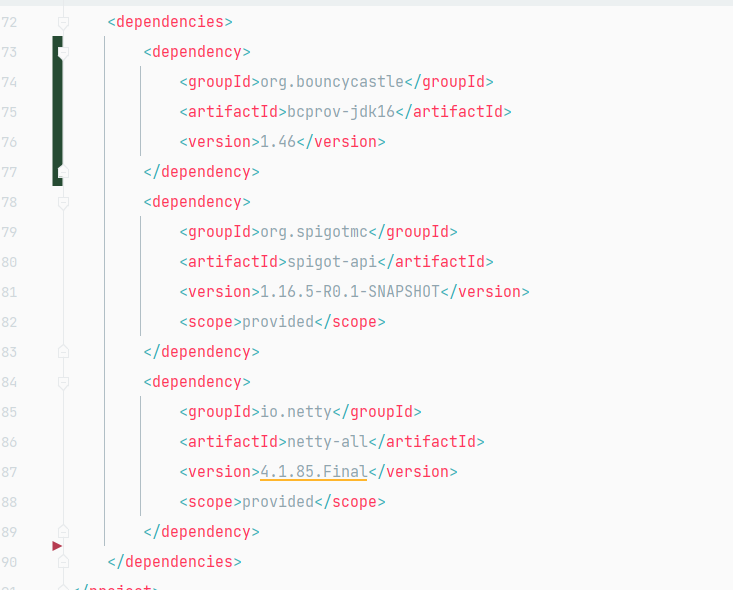 72 <dependencies>
73 <dependency>
74 <groupId>org.bouncycastle</groupId>
75 <artifactId>bcprov-jdk16</artifactId>
76 <version>1.46</version>
77 </dependency>
78 <dependency>
79 <groupId>org.spigotmc</groupId>
80 <artifactId>spigot-api</artifactId>
81 <version>1.16.5-R0.1-SNAPSHOT</version>
82 <scope>provided</scope>
83 </dependency>
84 <dependency>
85 <groupId>io.netty</groupId>
86 <artifactId>netty-all</artifactId>
87 <version>4.1.85.Final</version>
88 <scope>provided</scope>
89 </dependency>
90 </dependencies>
91 </project>